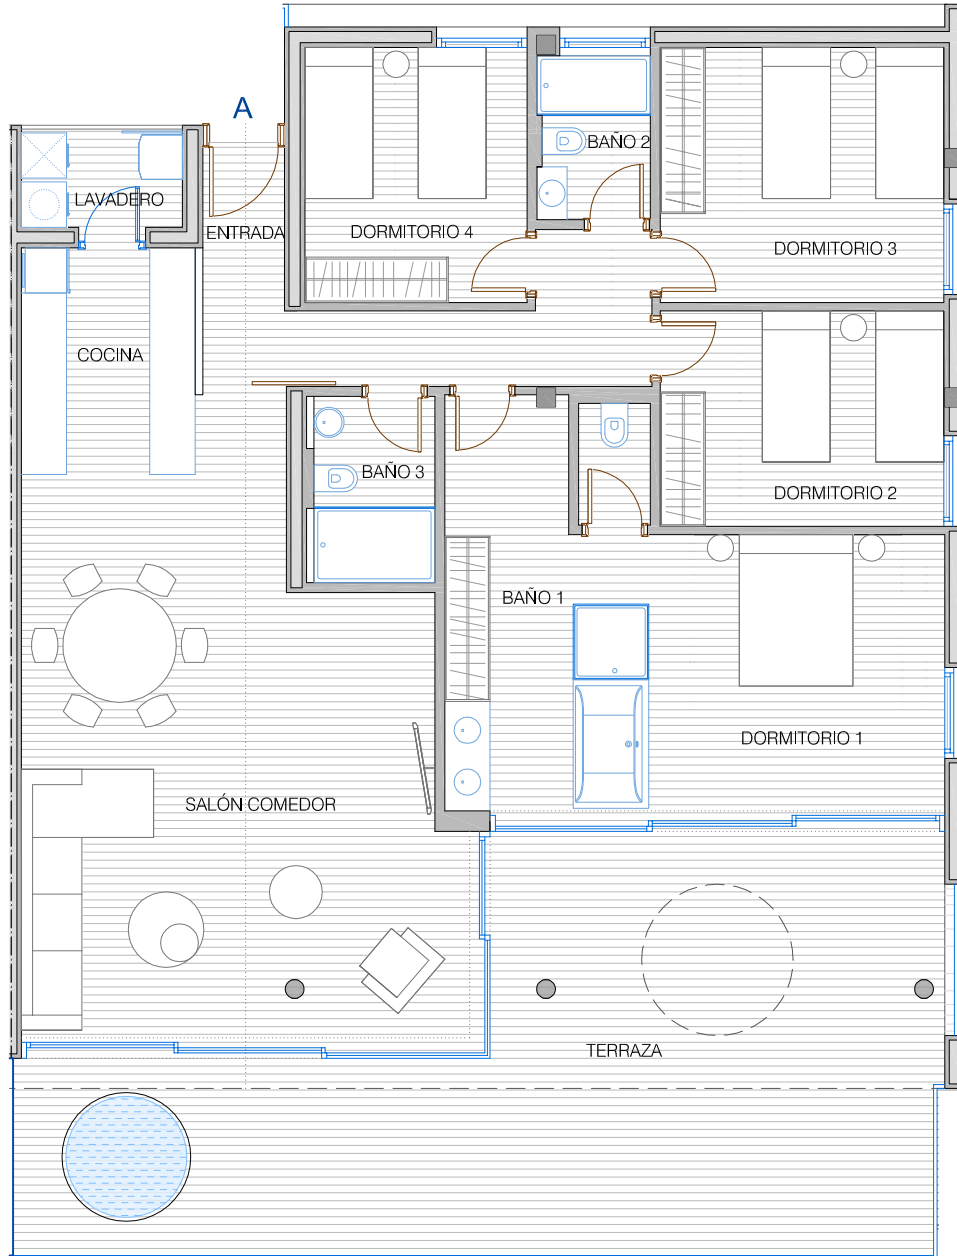 A
BAÑO 2
LAVADERO
ENTRADA
DORMITORIO 4
DORMITORIO 3
COCINA
BAÑO 3
DORMITORIO 2
BAÑO 1
DORMITORIO 1
SALÓN COMEDOR
TERRAZA